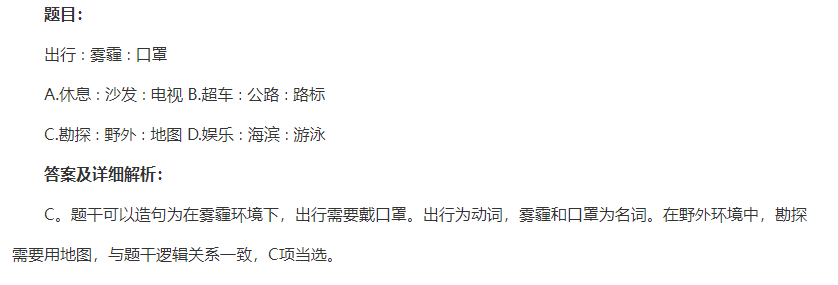 题目：
出行 : 雾霾 : 口罩
A.休息 : 沙发 : 电视 B.超车 : 公路 : 路标
C.勘探 : 野外 : 地图 D.娱乐 : 海滨 : 游泳
答案及详细解析：
C。题干可以造句为在雾霾环境下，出行需要戴口罩。出行为动词，雾霾和口罩为名词。在野外环境中，勘探
需要用地图，与题干逻辑关系一致，C项当选。